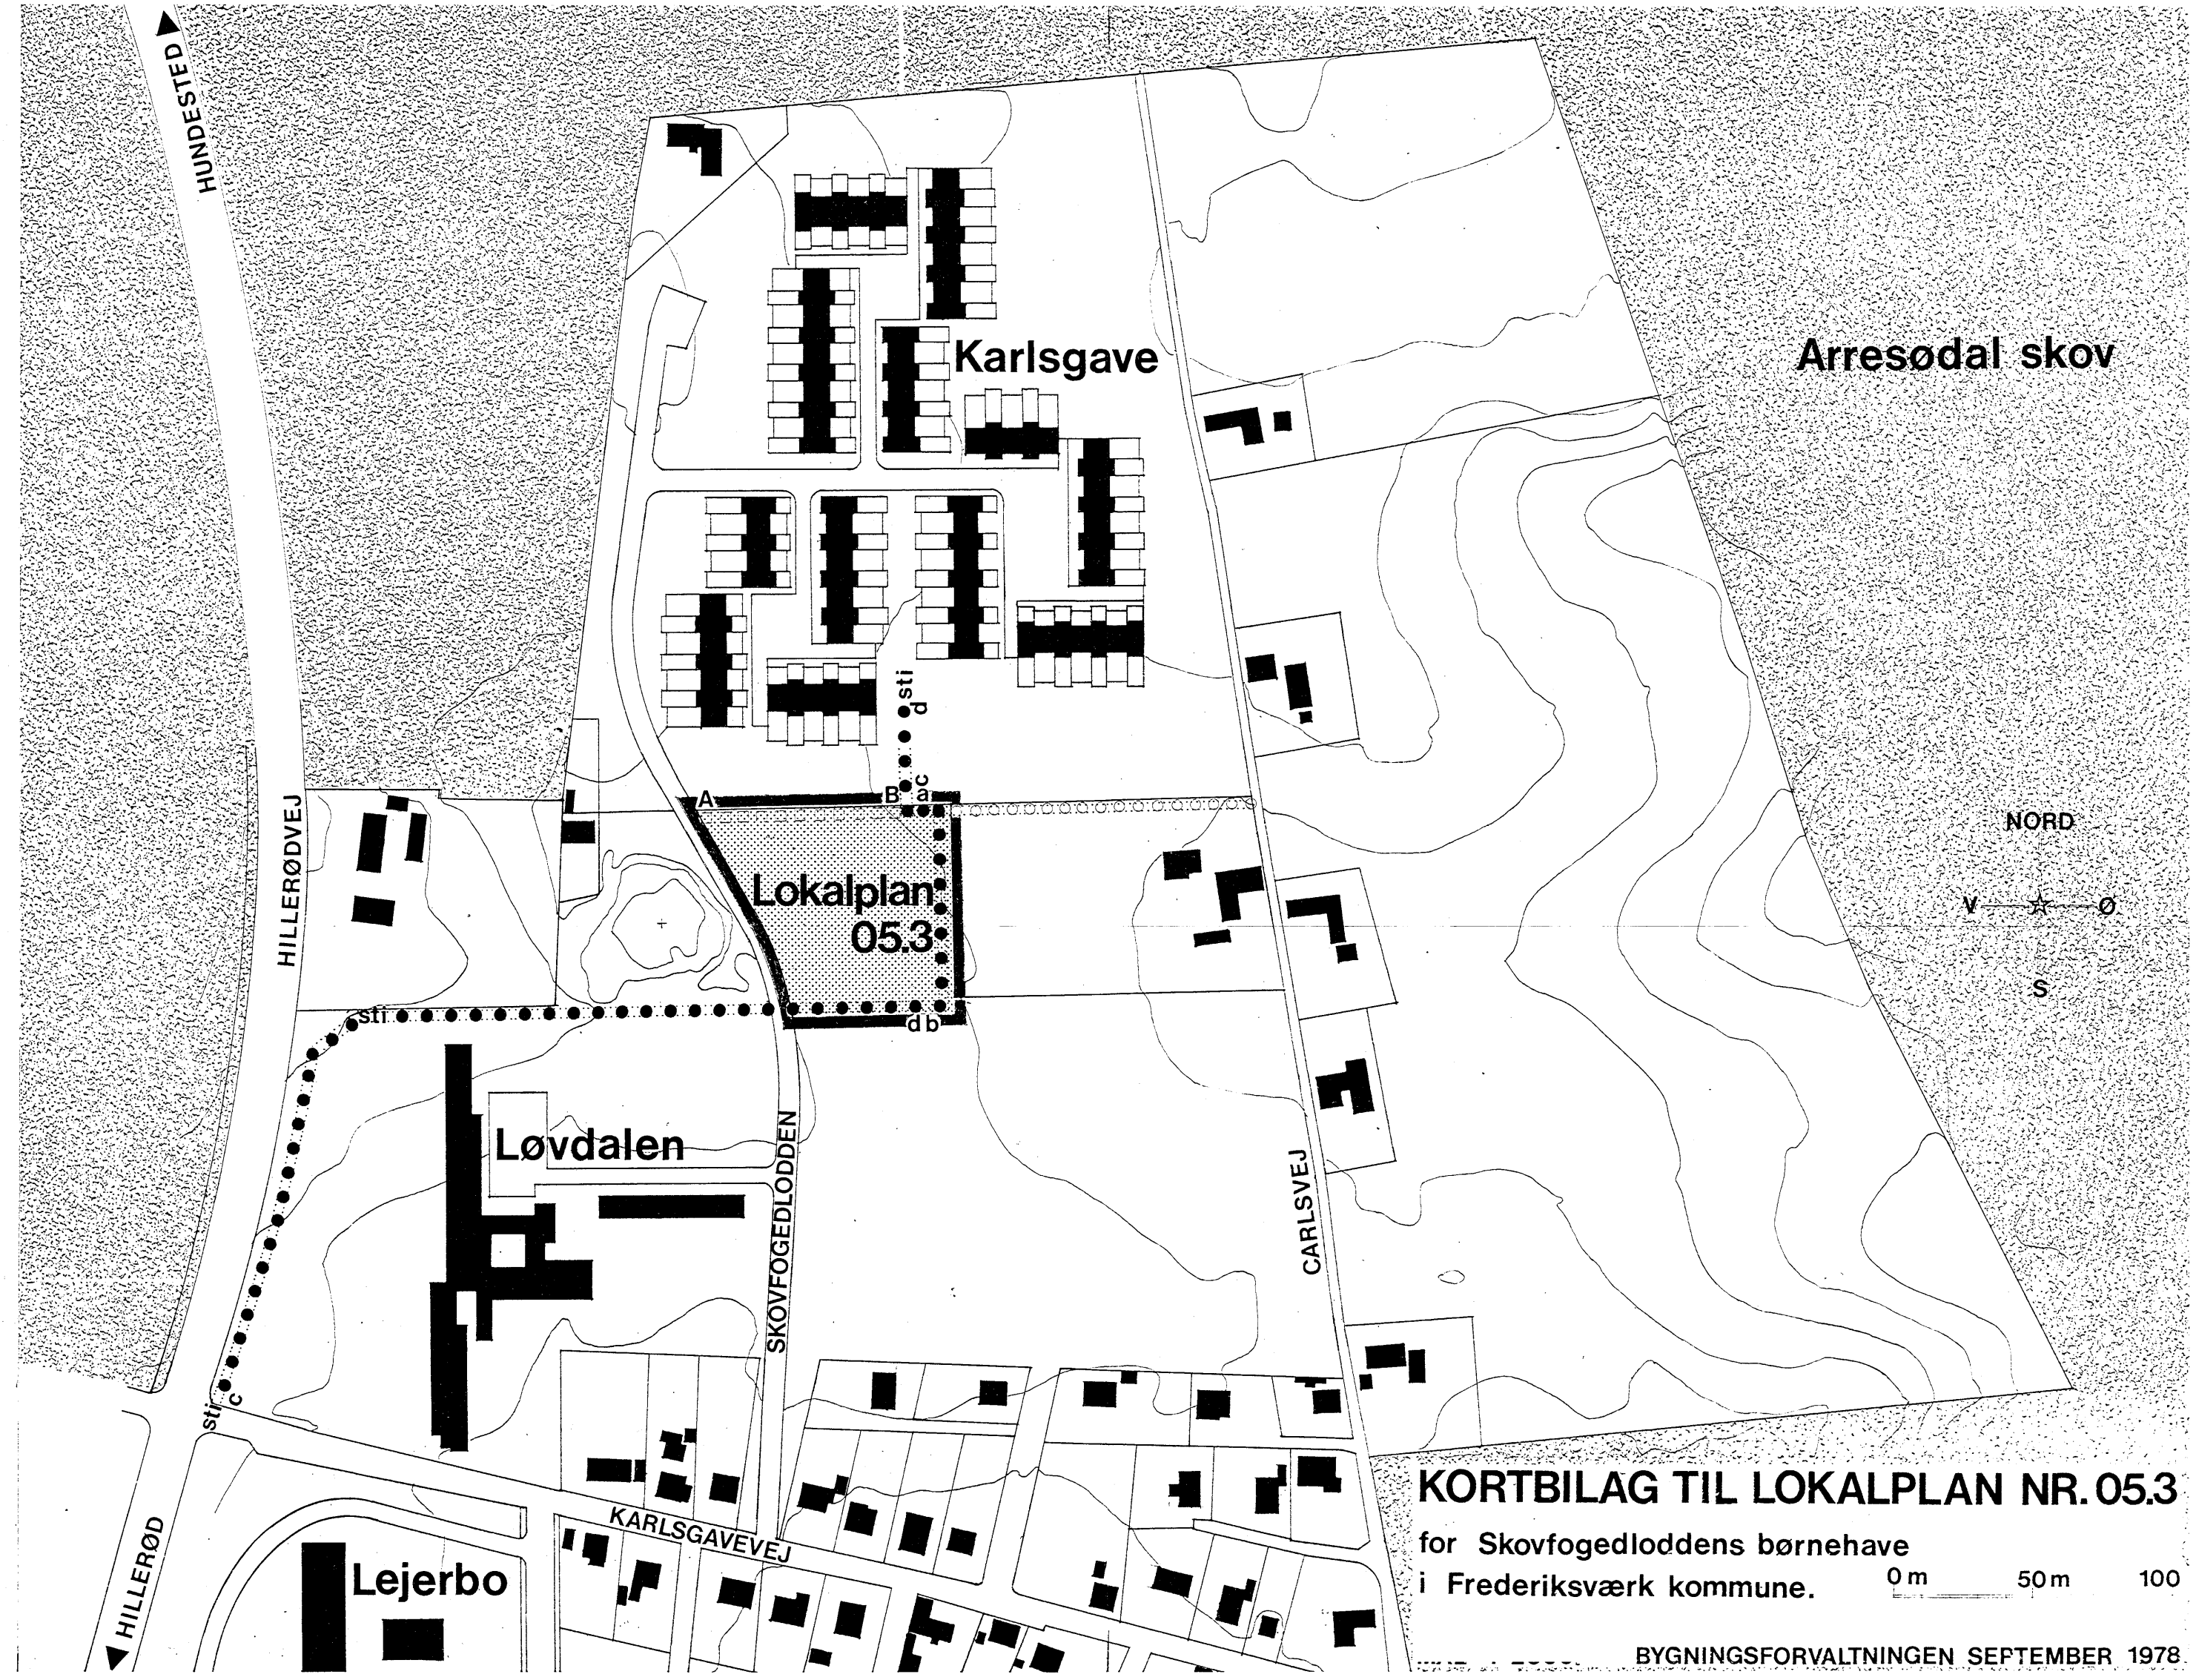 HUNDESTED
Karlsgave
Arresødal skov
sti
d
A
B
a
c
HILLERØDVEJ
NORD
Lokalplan
05.3
V
Ø
S
sti
d b
Løvdalen
SKOVFOGEDLODDEN
CARLSVEJ
sti
c
KORTBILAG TIL LOKALPLAN NR. 05.3
for Skovfogedloddens børnehave
i Frederiksværk kommune.
0 m 50 m 100
KARLSGAVEVEJ
HILLERØD
Lejerbo
BYGNINGSFORVALTNINGEN SEPTEMBER 1978